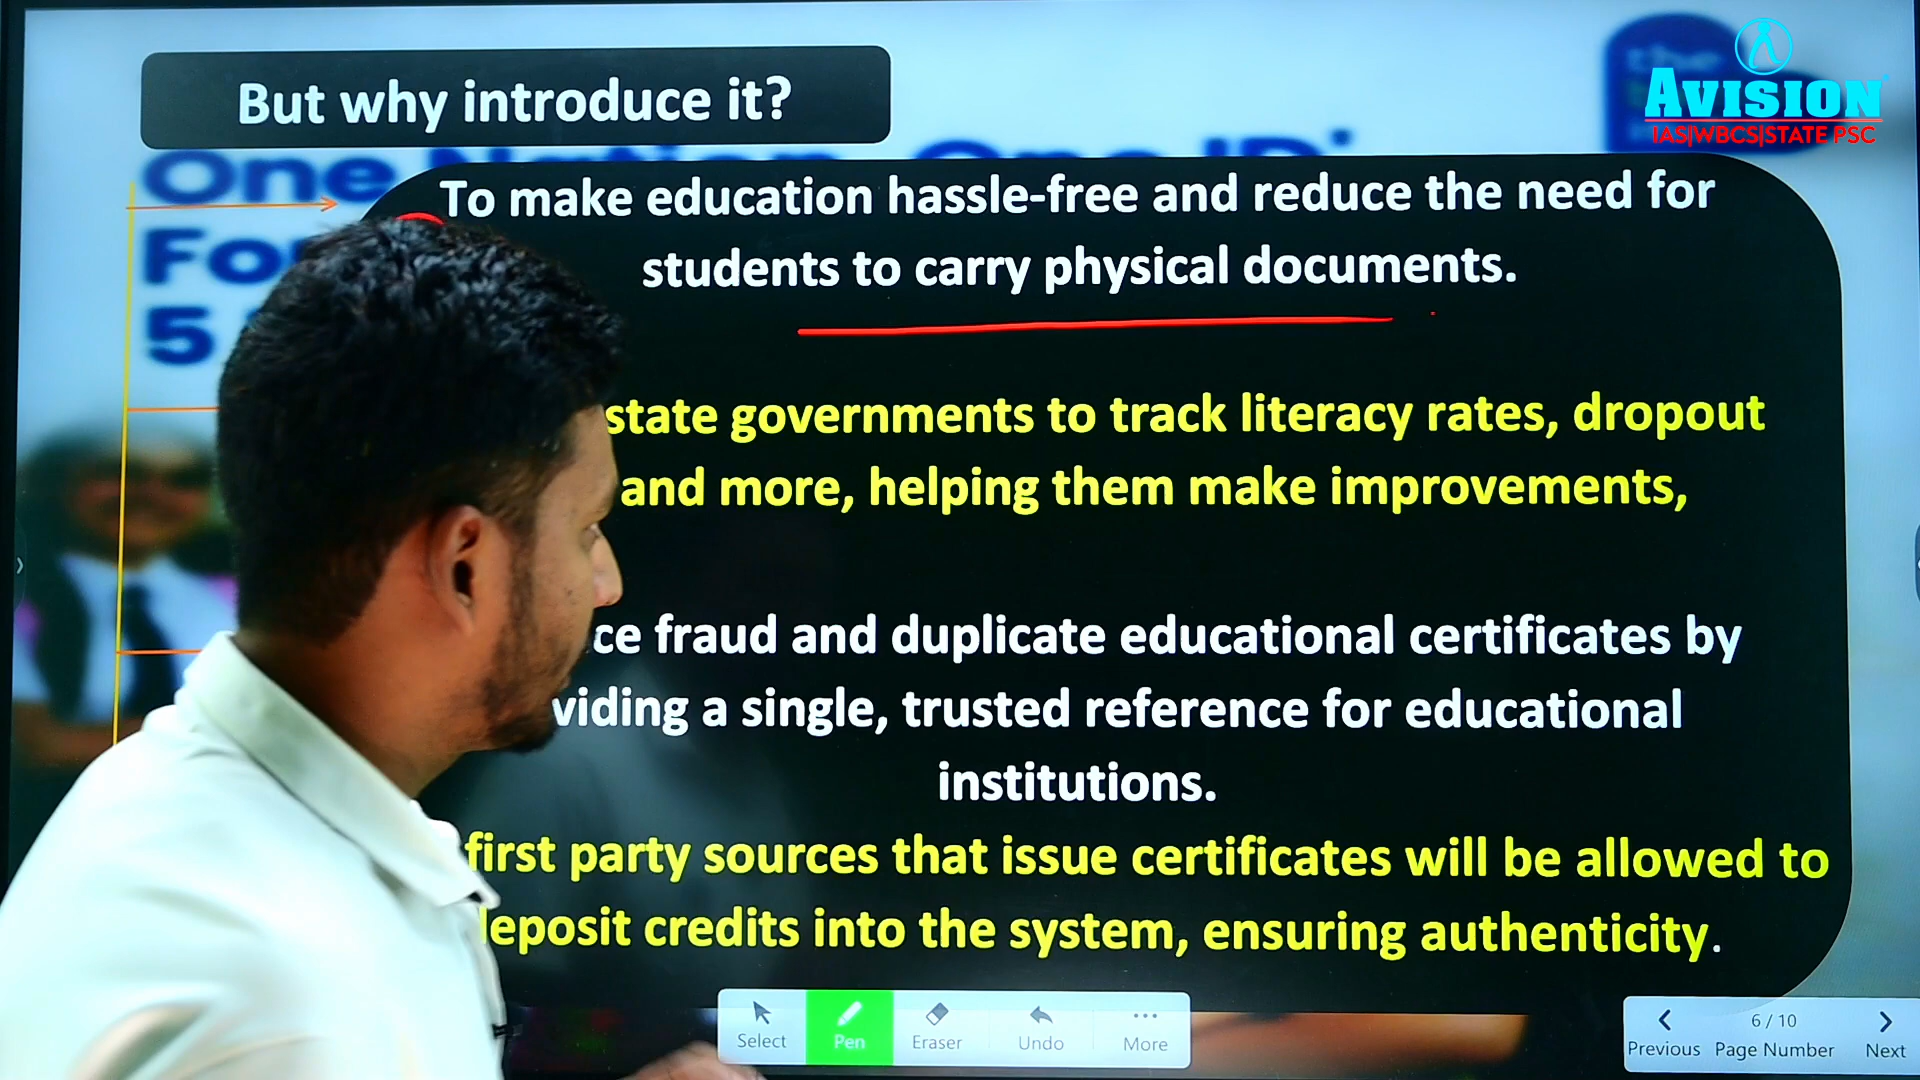 But why introduce it?
AVISION
IAS|WBCS|STATE PSC
One
For
5
To make education hassle-free and reduce the need for
students to carry physical documents.
state governments to track literacy rates, dropout
and more, helping them make improvements,
fraud and duplicate educational certificates by
a single, trusted reference for educational
institutions.
first party sources that issue certificates will be allowed to
credits into the system, ensuring authenticity.
Select Pen Eraser Undo More
6 / 10
Previous Page Number Next